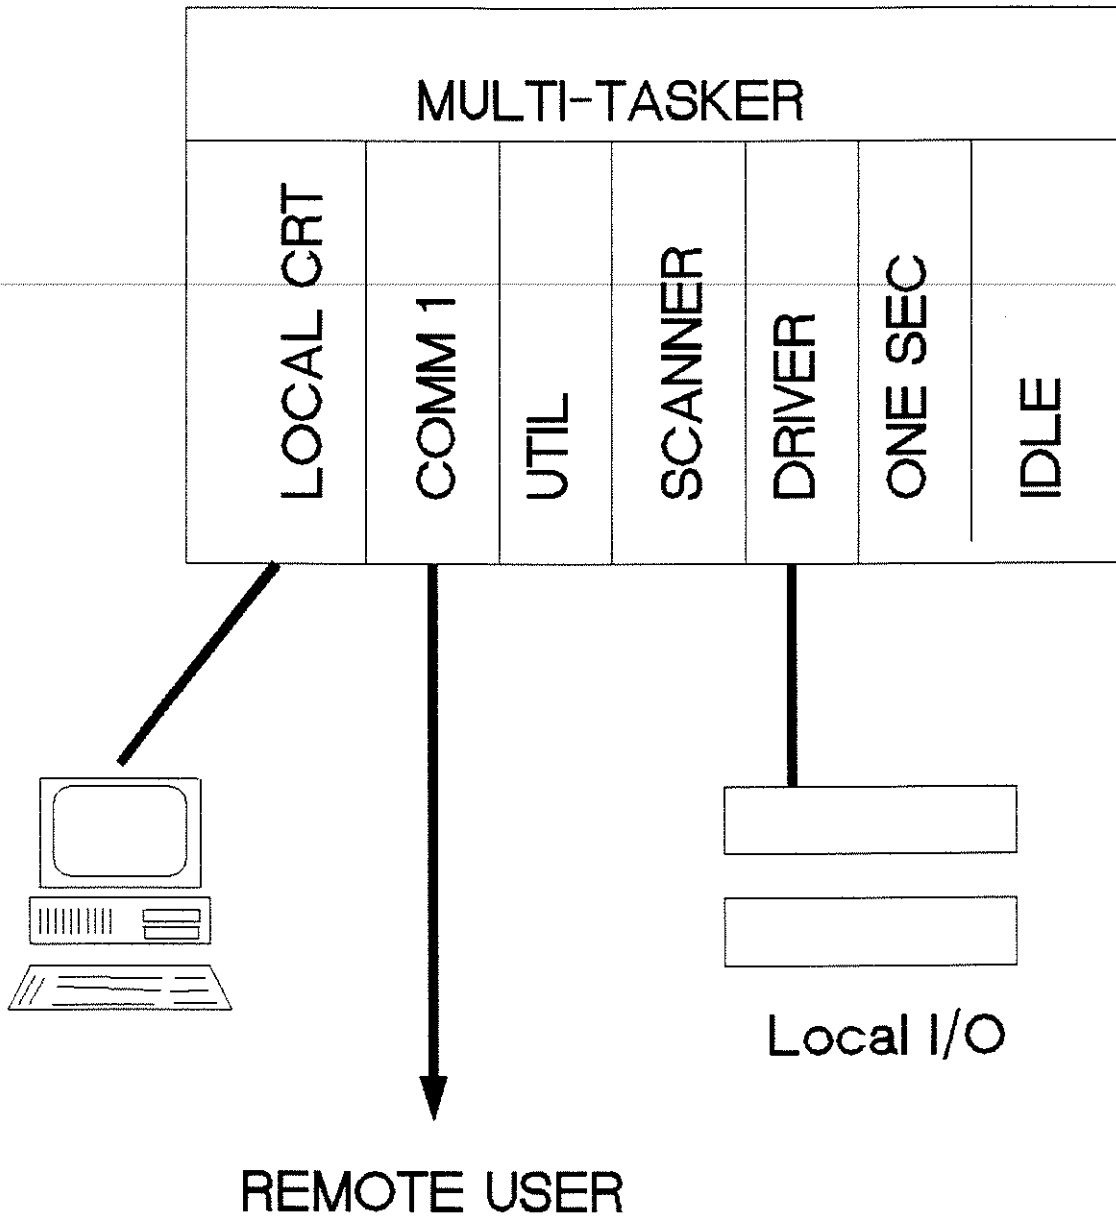 MULTI-TASKER
LOCAL CRT
COMM 1
UTIL
SCANNER
DRIVER
ONE SEC
IDLE
Local I/O
REMOTE USER